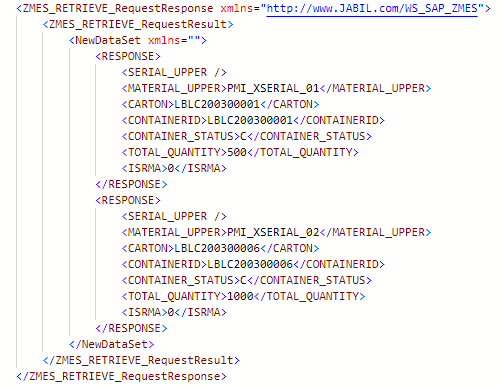 <ZMES_RETRIEVE_RequestResponse xmlns="http://www.JABIL.com/WS_SAP_ZMES">
<ZMES_RETRIEVE_RequestResult>
<NewDataSet xmlns="">
<RESPONSE>
<SERIAL_UPPER />
<MATERIAL_UPPER>PMI_XSERIAL_01</MATERIAL_UPPER>
<CARTON>LBLC200300001</CARTON>
<CONTAINERID>LBLC200300001</CONTAINERID>
<CONTAINER_STATUS>C</CONTAINER_STATUS>
<TOTAL_QUANTITY>500</TOTAL_QUANTITY>
<ISRMA>0</ISRMA>
</RESPONSE>
<RESPONSE>
<SERIAL_UPPER />
<MATERIAL_UPPER>PMI_XSERIAL_02</MATERIAL_UPPER>
<CARTON>LBLC200300006</CARTON>
<CONTAINERID>LBLC200300006</CONTAINERID>
<CONTAINER_STATUS>C</CONTAINER_STATUS>
<TOTAL_QUANTITY>1000</TOTAL_QUANTITY>
<ISRMA>0</ISRMA>
</RESPONSE>
</NewDataSet>
</ZMES_RETRIEVE_RequestResult>
</ZMES_RETRIEVE_RequestResponse>